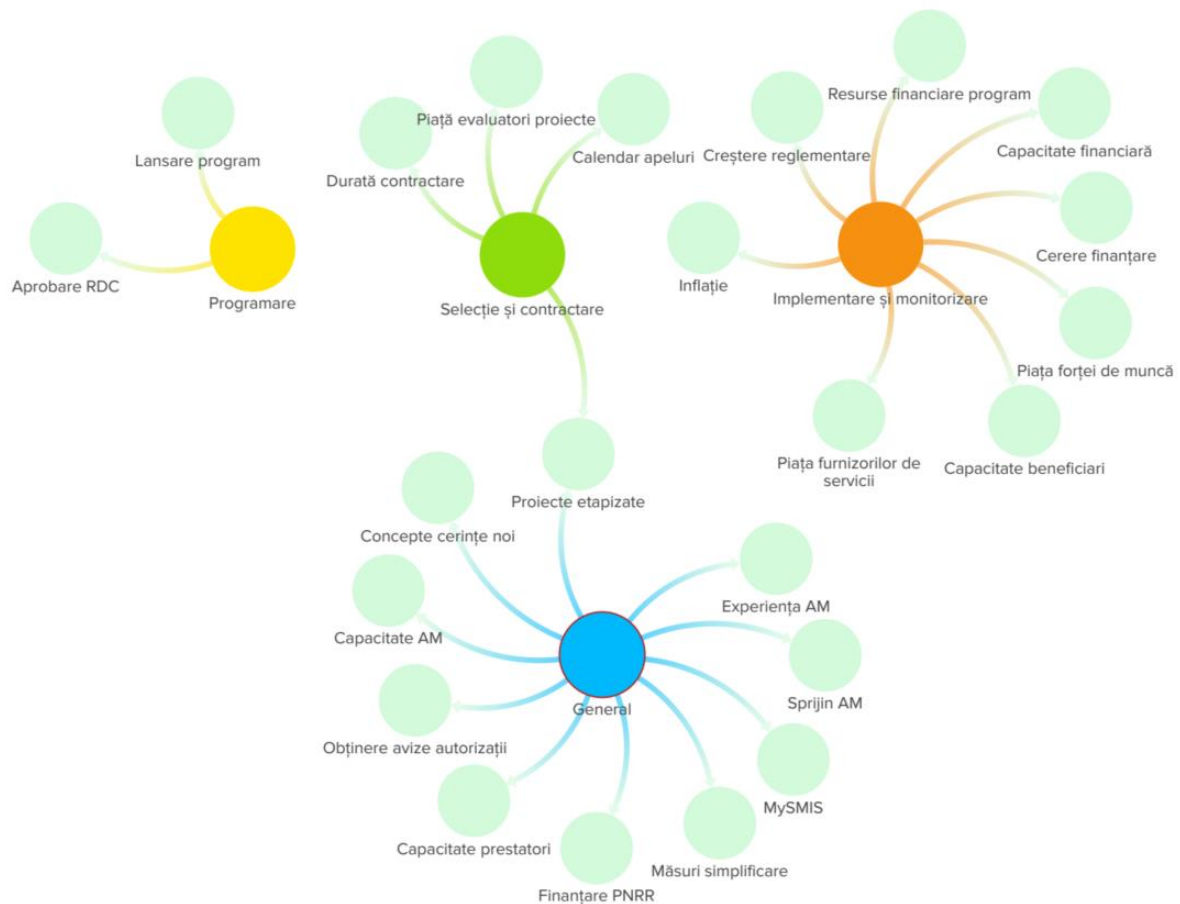 Resurse financiare program
Piață evaluatori proiecte
Capacitate financiară
Calendar apeluri
Creștere reglementare
Lansare program
Durată contractare
Cerere finanțare
Aprobare RDC
Inflație
Implementare și monitorizare
Programare
Selecție și contractare
Piața forței de muncă
Piața furnizorilor de
servicii
Capacitate beneficiari
Proiecte etapizate
Concepte cerințe noi
Experiența AM
Capacitate AM
Sprijin AM
General
Obținere avize autorizații
MySMIS
Capacitate prestatori
Măsuri simplificare
Finanțare PNRR